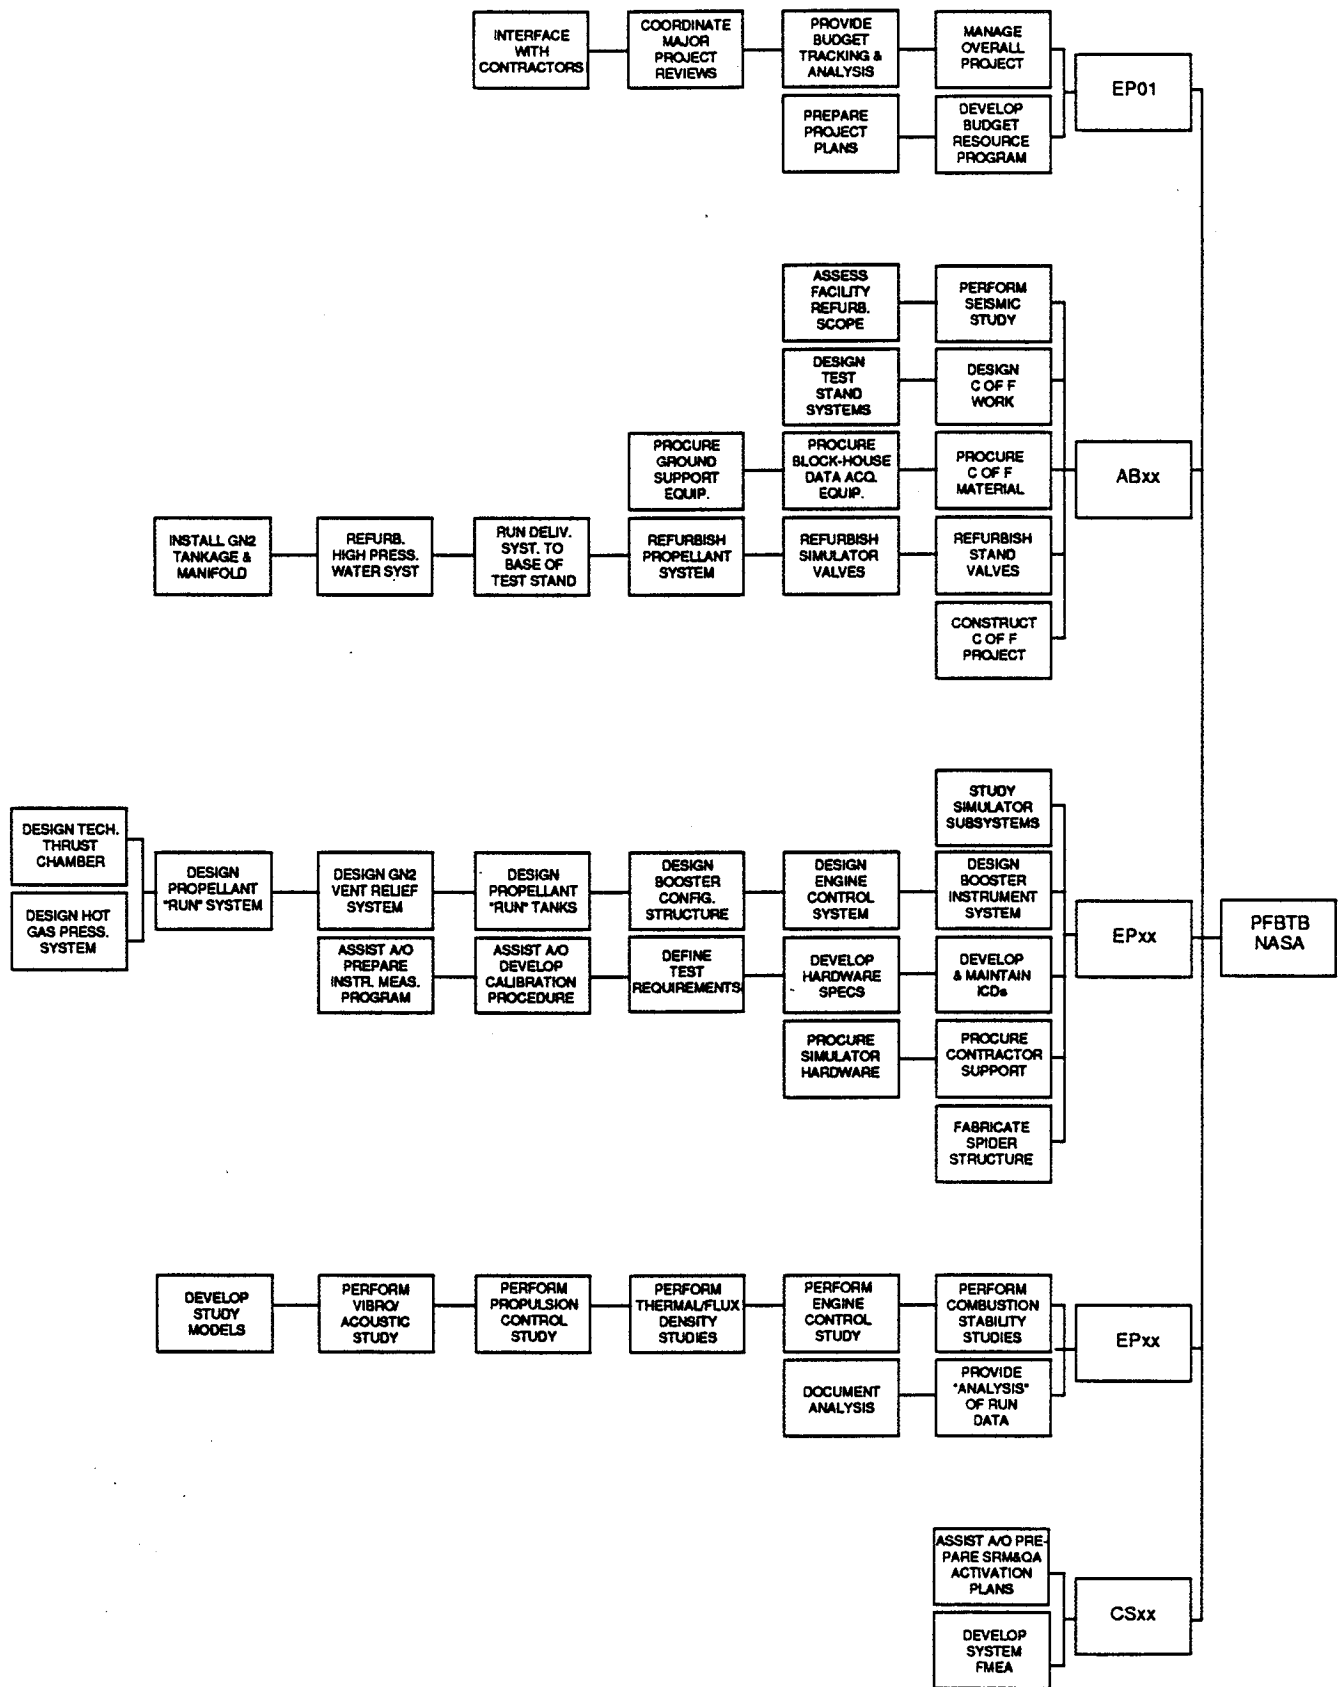 INTERFACE
WITH
CONTRACTORS
COORDINATE
MAJOR
PROJECT
REVIEWS
PROVIDE
BUDGET
TRACKING &
ANALYSIS
MANAGE
OVERALL
PROJECT
EP01
PREPARE
PROJECT
PLANS
DEVELOP
BUDGET
RESOURCE
PROGRAM
ASSESS
FACILITY
REFURB.
SCOPE
PERFORM
SEISMIC
STUDY
DESIGN
TEST
STAND
SYSTEMS
DESIGN
C OF F
WORK
PROCURE
GROUND
SUPPORT
EQUIP.
PROCURE
BLOCK-HOUSE
DATA ACQ.
EQUIP.
PROCURE
C OF F
MATERIAL
ABxx
INSTALL GN2
TANKAGE &
MANIFOLD
REFURB.
HIGH PRESS.
WATER SYST
RUN DELIV.
SYST. TO
BASE OF
TEST STAND
REFURBISH
PROPELLANT
SYSTEM
REFURBISH
SIMULATOR
VALVES
REFURBISH
STAND
VALVES
CONSTRUCT
C OF F
PROJECT
STUDY
SIMULATOR
SUBSYSTEMS
DESIGN TECH.
THRUST
CHAMBER
DESIGN HOT
GAS PRESS.
SYSTEM
DESIGN
PROPELLANT
"RUN" SYSTEM
DESIGN GN2
VENT RELIEF
SYSTEM
DESIGN
PROPELLANT
"RUN" TANKS
DESIGN
BOOSTER
CONFIG.
STRUCTURE
DESIGN
ENGINE
CONTROL
SYSTEM
DESIGN
BOOSTER
INSTRUMENT
SYSTEM
EPxx
PFBTB
NASA
ASSIST A/O
PREPARE
INSTR. MEAS.
PROGRAM
ASSIST A/O
DEVELOP
CALIBRATION
PROCEDURE
DEFINE
TEST
REQUIREMENTS
DEVELOP
HARDWARE
SPECS
DEVELOP
& MAINTAIN
ICDs
PROCURE
SIMULATOR
HARDWARE
PROCURE
CONTRACTOR
SUPPORT
FABRICATE
SPIDER
STRUCTURE
DEVELOP
STUDY
MODELS
PERFORM
VIBRO/
ACOUSTIC
STUDY
PERFORM
PROPULSION
CONTROL
STUDY
PERFORM
THERMAL/FLUX
DENSITY
STUDIES
PERFORM
ENGINE
CONTROL
STUDY
PERFORM
COMBUSTION
STABILITY
STUDIES
EPxx
DOCUMENT
ANALYSIS
PROVIDE
"ANALYSIS"
OF RUN
DATA
ASSIST A/O PRE-
PARE SRM&QA
ACTIVATION
PLANS
CSxx
DEVELOP
SYSTEM
FMEA